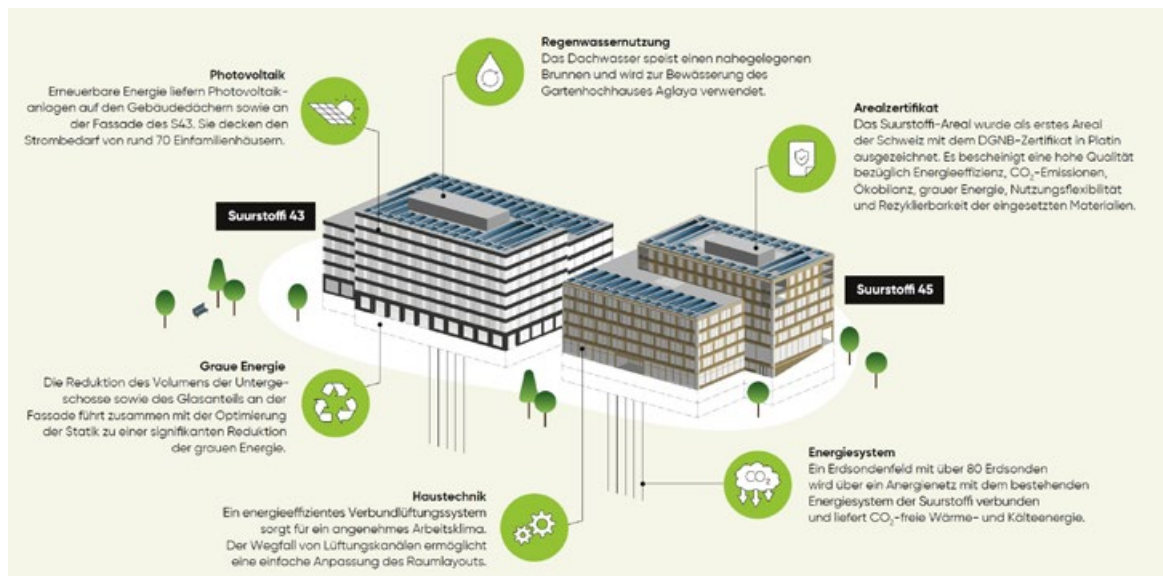 Photovoltaik
Erneuerbare Energie liefern Photovoltaik-
anlagen auf den Gebäudedächern sowie an
der Fassade des S43. Sie decken den
Strombedarf von rund 70 Einfamilienhäusern.
Regenwassernutzung
Das Dachwasser speist einen nahegelegenen
Brunnen und wird zur Bewässerung des
Gartenhochhauses Aglaya verwendet.
Arealzertifikat
Das Suurstoffi-Areal wurde als erstes Areal
der Schweiz mit dem DGNB-Zertifikat in Platin
ausgezeichnet. Es bescheinigt eine hohe Qualität
bezüglich Energieeffizienz, CO₂-Emissionen,
Ökobilanz, grauer Energie, Nutzungsflexibilität
und Rezyklierbarkeit der eingesetzten Materialien.
Suurstoffi 43
Suurstoffi 45
Graue Energie
Die Reduktion des Volumens der Unterge-
schosse sowie des Glasanteils an der
Fassade führt zusammen mit der Optimierung
der Statik zu einer signifikanten Reduktion
der grauen Energie.
Haustechnik
Ein energieeffizientes Verbundlüftungssystem
sorgt für ein angenehmes Arbeitsklima.
Der Wegfall von Lüftungskanälen ermöglicht
eine einfache Anpassung des Raumlayouts.
CO₂
Energiesystem
Ein Erdsondenfeld mit über 80 Erdsonden
wird über ein Anergienetz mit dem bestehenden
Energiesystem der Suurstoffi verbunden
und liefert CO₂-freie Wärme- und Kälteenergie.